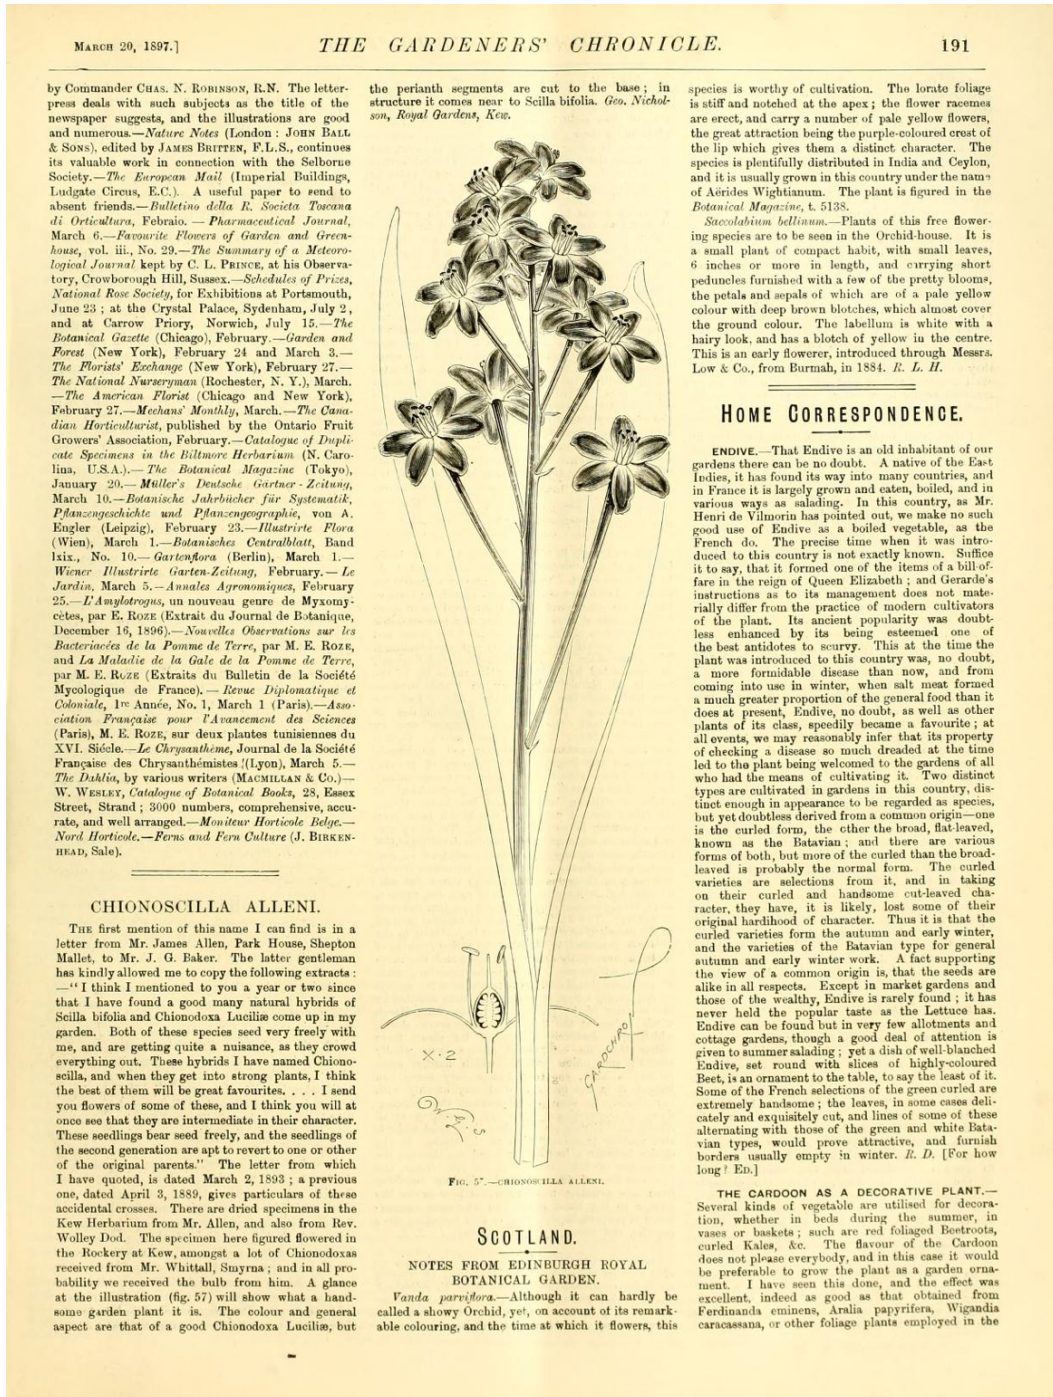 MARCH 20, 1897.]
THE GARDENERS' CHRONICLE.
191
by Commander CHAS. N. ROBINSON, R.N. The letter-
press deals with such subjects as the title of the
newspaper suggests, and the illustrations are good
and numerous.—Nature Notes (London: JOHN BALL
& SONS), edited by JAMES BRITTEN, F.L.S., continues
its valuable work in connection with the Selborne
Society.—The European Mail (Imperial Buildings,
Ludgate Circus, E.C.). A useful paper to send to
absent friends.—Bulletino della R. Societa Toscana
di Orticultura, Febraio. — Pharmaceutical Journal,
March 6.—Favourite Flowers of Garden and Green-
house, vol. iii., No. 29.—The Summary of a Meteoro-
logical Journal kept by C. L. PRINCE, at his Observa-
tory, Crowborough Hill, Sussex.—Schedules of Prizes,
National Rose Society, for Exhibitions at Portsmouth,
June 23; at the Crystal Palace, Sydenham, July 2,
and at Carrow Priory, Norwich, July 15.—The
Botanical Gazette (Chicago), February.—Garden and
Forest (New York), February 24 and March 3.—
The Florists' Exchange (New York), February 27.—
The National Nurseryman (Rochester, N. Y.), March.
—The American Florist (Chicago and New York),
February 27.—Mechans' Monthly, March.—The Cana-
dian Horticulturist, published by the Ontario Fruit
Growers' Association, February.—Catalogue of Dupli-
cate Specimens in the Biltmore Herbarium (N. Caro-
lina, U.S.A.).—The Botanical Magazine (Tokyo),
January 20.—Müller's Deutsche Gärtner-Zeitung,
March 10.—Botanische Jahrbücher für Systematik,
Pflanzengeschichte und Pflanzengeographie, von A.
Engler (Leipzig), February 23.—Illustrirte Flora
(Wien), March 1.—Botanisches Centralblatt, Band
lxix., No. 10.—Gartenflora (Berlin), March 1.—
Wiener Illustrirte Garten-Zeitung, February.—Le
Jardin, March 5.—Annales Agronomiques, February
25.—L'Amylotrogus, un nouveau genre de Myxomy-
cètes, par E. ROZE (Extrait du Journal de Botanique,
December 16, 1896).—Nouvelles Observations sur les
Bacteriacées de la Pomme de Terre, par M. E. ROZE,
and La Maladie de la Gale de la Pomme de Terre,
par M. E. ROZE (Extraits du Bulletin de la Société
Mycologique de France).—Revue Diplomatique et
Coloniale, 1re Année, No. 1, March 1 (Paris).—Asso-
ciation Française pour l'Avancement des Sciences
(Paris), M. E. ROZE, sur deux plantes tunisiennes du
XVI. Siécle.—Le Chrysanthème, Journal de la Société
Française des Chrysanthémistes (Lyon), March 5.—
The Dahlia, by various writers (MACMILLAN & Co.)—
W. WESLEY, Catalogue of Botanical Books, 28, Essex
Street, Strand; 3000 numbers, comprehensive, accu-
rate, and well arranged.—Moniteur Horticole Belge.—
Nord Horticole.—Ferns and Fern Culture (J. BIRKEN-
HEAD, Sale).
CHIONOSCILLA ALLENI.
THE first mention of this name I can find is in a
letter from Mr. James Allen, Park House, Shepton
Mallet, to Mr. J. G. Baker. The latter gentleman
has kindly allowed me to copy the following extracts:
—"I think I mentioned to you a year or two since
that I have found a good many natural hybrids of
Scilla bifolia and Chionodoxa Luciliæ come up in my
garden. Both of these species seed very freely with
me, and are getting quite a nuisance, as they crowd
everything out. These hybrids I have named Chiono-
scilla, and when they get into strong plants, I think
the best of them will be great favourites. . . . I send
you flowers of some of these, and I think you will at
once see that they are intermediate in their character.
These seedlings bear seed freely, and the seedlings of
the second generation are apt to revert to one or other
of the original parents." The letter from which
I have quoted, is dated March 2, 1893; a previous
one, dated April 3, 1889, gives particulars of these
accidental crosses. There are dried specimens in the
Kew Herbarium from Mr. Allen, and also from Rev.
Wolley Dod. The specimen here figured flowered in
the Rockery at Kew, amongst a lot of Chionodoxas
received from Mr. Whittall, Smyrna; and in all pro-
bability we received the bulb from him. A glance
at the illustration (fig. 57) will show what a hand-
some garden plant it is. The colour and general
aspect are that of a good Chionodoxa Luciliæ, but
the perianth segments are cut to the base; in
structure it comes near to Scilla bifolia. Geo. Nichol-
son, Royal Gardens, Kew.
X·2
GARDCHRO
FIG. 57.—CHIONOSCILLA ALLENI.
SCOTLAND.
NOTES FROM EDINBURGH ROYAL
BOTANICAL GARDEN.
Vanda parviflora.—Although it can hardly be
called a showy Orchid, yet, on account of its remark-
able colouring, and the time at which it flowers, this
species is worthy of cultivation. The lorate foliage
is stiff and notched at the apex; the flower racemes
are erect, and carry a number of pale yellow flowers,
the great attraction being the purple-coloured crest of
the lip which gives them a distinct character. The
species is plentifully distributed in India and Ceylon,
and it is usually grown in this country under the name
of Aërides Wightianum. The plant is figured in the
Botanical Magazine, t. 5138.
Saccolabium bellinum.—Plants of this free flower-
ing species are to be seen in the Orchid-house. It is
a small plant of compact habit, with small leaves,
6 inches or more in length, and carrying short
peduncles furnished with a few of the pretty blooms,
the petals and sepals of which are of a pale yellow
colour with deep brown blotches, which almost cover
the ground colour. The labellum is white with a
hairy look, and has a blotch of yellow in the centre.
This is an early flowerer, introduced through Messrs.
Low & Co., from Burmah, in 1884. R. L. H.
HOME CORRESPONDENCE.
ENDIVE.—That Endive is an old inhabitant of our
gardens there can be no doubt. A native of the East
Indies, it has found its way into many countries, and
in France it is largely grown and eaten, boiled, and in
various ways as salading. In this country, as Mr.
Henri de Vilmorin has pointed out, we make no such
good use of Endive as a boiled vegetable, as the
French do. The precise time when it was intro-
duced to this country is not exactly known. Suffice
it to say, that it formed one of the items of a bill-of-
fare in the reign of Queen Elizabeth; and Gerarde's
instructions as to its management does not mate-
rially differ from the practice of modern cultivators
of the plant. Its ancient popularity was doubt-
less enhanced by its being esteemed one of
the best antidotes to scurvy. This at the time the
plant was introduced to this country was, no doubt,
a more formidable disease than now, and from
coming into use in winter, when salt meat formed
a much greater proportion of the general food than it
does at present, Endive, no doubt, as well as other
plants of its class, speedily became a favourite; at
all events, we may reasonably infer that its property
of checking a disease so much dreaded at the time
led to the plant being welcomed to the gardens of all
who had the means of cultivating it. Two distinct
types are cultivated in gardens in this country, dis-
tinct enough in appearance to be regarded as species,
but yet doubtless derived from a common origin—one
is the curled form, the other the broad, flat-leaved,
known as the Batavian; and there are various
forms of both, but more of the curled than the broad-
leaved is probably the normal form. The curled
varieties are selections from it, and in taking
on their curled and handsome cut-leaved cha-
racter, they have, it is likely, lost some of their
original hardihood of character. Thus it is that the
curled varieties form the autumn and early winter,
and the varieties of the Batavian type for general
autumn and early winter work. A fact supporting
the view of a common origin is, that the seeds are
alike in all respects. Except in market gardens and
those of the wealthy, Endive is rarely found; it has
never held the popular taste as the Lettuce has.
Endive can be found but in very few allotments and
cottage gardens, though a good deal of attention is
given to summer salading; yet a dish of well-blanched
Endive, set round with slices of highly-coloured
Beet, is an ornament to the table, to say the least of it.
Some of the French selections of the green curled are
extremely handsome; the leaves, in some cases deli-
cately and exquisitely cut, and lines of some of these
alternating with those of the green and white Bata-
vian types, would prove attractive, and furnish
borders usually empty in winter. R. D. [For how
long? ED.]
THE CARDOON AS A DECORATIVE PLANT.—
Several kinds of vegetable are utilised for decora-
tion, whether in beds during the summer, in
vases or baskets; such are red foliaged Beetroots,
curled Kales, &c. The flavour of the Cardoon
does not please everybody, and in this case it would
be preferable to grow the plant as a garden orna-
ment. I have seen this done, and the effect was
excellent, indeed as good as that obtained from
Ferdinanda eminens, Aralia papyrifera, Wigandia
caracassana, or other foliage plants employed in the